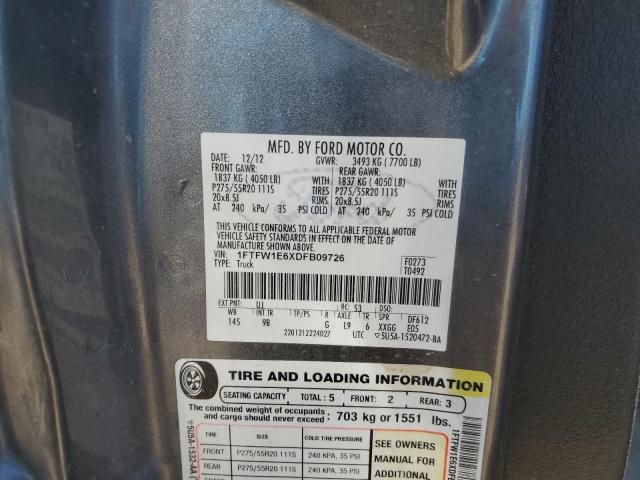 MFD. BY FORD MOTOR CO.
DATE: 12/12 GVWR: 3493 KG ( 7700 LB)
FRONT GAWR: REAR GAWR:
1837 KG ( 4050 LB) WITH 1837 KG ( 4050 LB) WITH
P275/55R20 111S TIRES P275/55R20 111S TIRES
20x8.5J RIMS 20x8.5J RIMS
AT 240 kPa/ 35 PSI COLD AT 240 kPa/ 35 PSI COLD
THIS VEHICLE CONFORMS TO ALL APPLICABLE FEDERAL MOTOR
VEHICLE SAFETY STANDARDS IN EFFECT ON THE DATE OF
MANUFACTURE SHOWN ABOVE.
VIN: 1FTFW1E6XDFB09726
TYPE: Truck
F0273
T0492
EXT PNT: UJ RC: 53 DSO:
WB INT TR TP/PS R AXLE TR SPR DF612
145 9B G L9 6 XXGG E05
2201212224027 UTC ▽5U5A-1520472-BA
TIRE AND LOADING INFORMATION
SEATING CAPACITY TOTAL: 5 FRONT: 2 REAR: 3
The combined weight of occupants
and cargo should never exceed: 703 kg or 1551 lbs.
TIRE SIZE COLD TIRE PRESSURE
FRONT P275/55R20 111S 240 KPA, 35 PSI
REAR P275/55R20 111S 240 KPA, 35 PSI
SEE OWNERS
MANUAL FOR
ADDITIONAL
▽5U5A-1532-AA
1FTFW1E6XDF